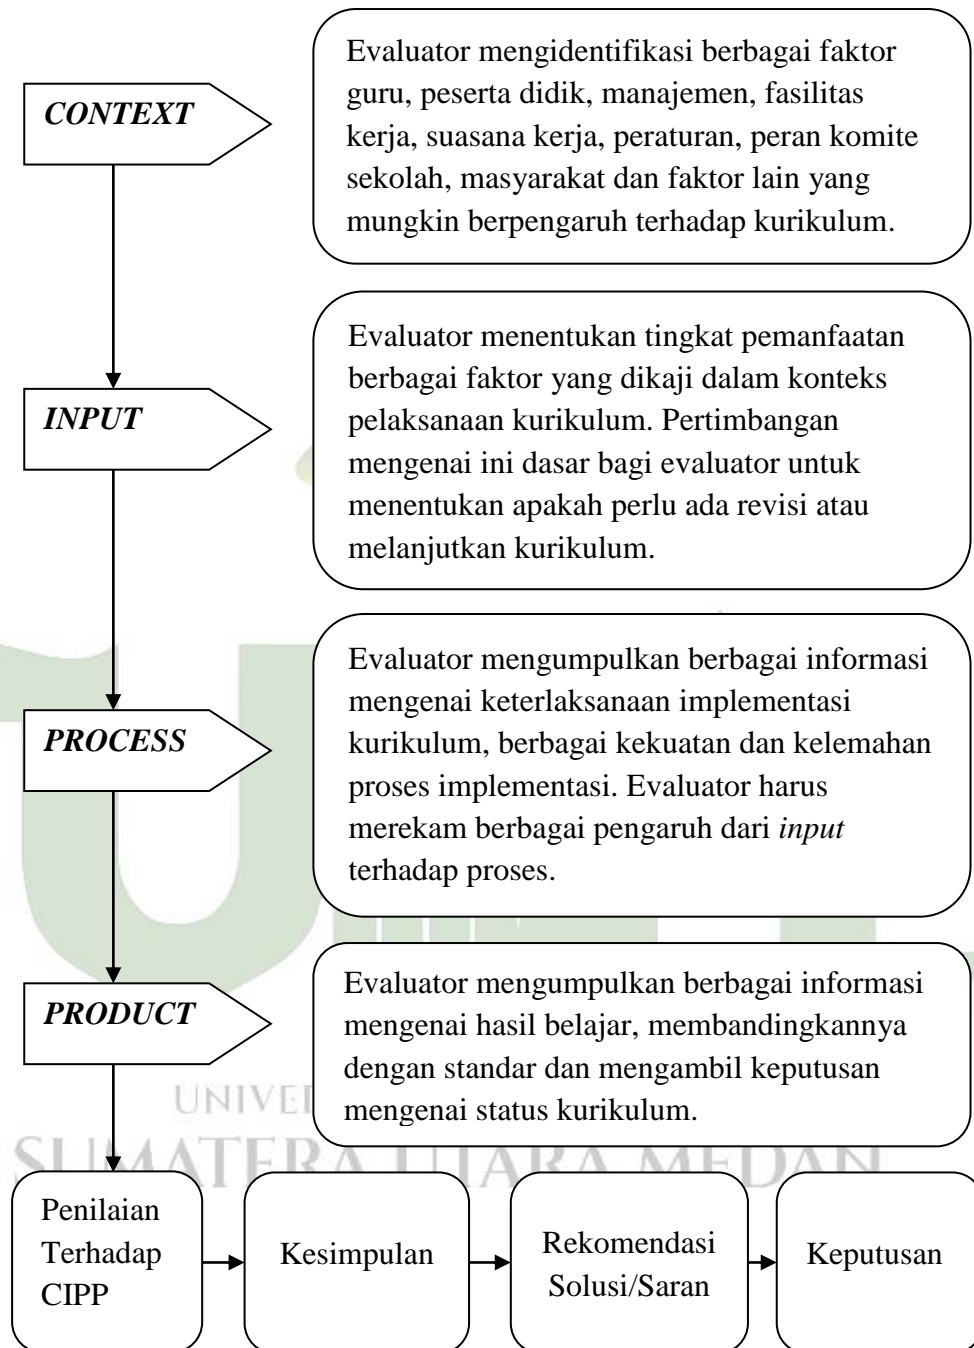 CONTEXT
Evaluator mengidentifikasi berbagai faktor
guru, peserta didik, manajemen, fasilitas
kerja, suasana kerja, peraturan, peran komite
sekolah, masyarakat dan faktor lain yang
mungkin berpengaruh terhadap kurikulum.
INPUT
Evaluator menentukan tingkat pemanfaatan
berbagai faktor yang dikaji dalam konteks
pelaksanaan kurikulum. Pertimbangan
mengenai ini dasar bagi evaluator untuk
menentukan apakah perlu ada revisi atau
melanjutkan kurikulum.
PROCESS
Evaluator mengumpulkan berbagai informasi
mengenai keterlaksanaan implementasi
kurikulum, berbagai kekuatan dan kelemahan
proses implementasi. Evaluator harus
merekam berbagai pengaruh dari input
terhadap proses.
PRODUCT
Evaluator mengumpulkan berbagai informasi
mengenai hasil belajar, membandingkannya
dengan standar dan mengambil keputusan
mengenai status kurikulum.
SUMATERA UTARA MEDAN
Penilaian
Terhadap
CIPP
Kesimpulan
Rekomendasi
Solusi/Saran
Keputusan